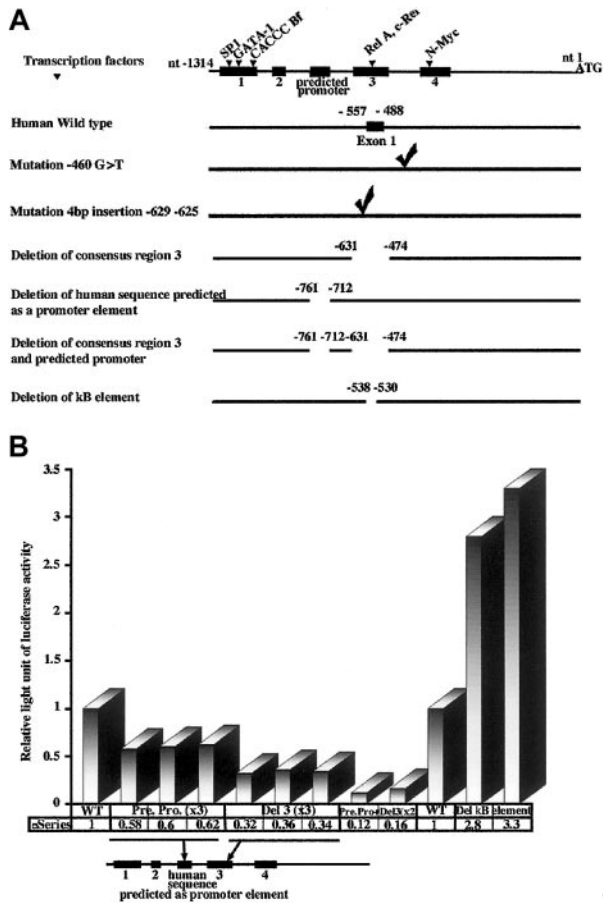 A
Transcription factors
nt -1314
SP1
GATA-1
CACCC Bf
Rel A, c-Rel
N-Myc
nt 1
ATG
1
2
predicted
promoter
3
4
Human Wild type
-557
-488
Exon 1
Mutation -460 G>T
Mutation 4bp insertion -629 -625
Deletion of consensus region 3
-631
-474
Deletion of human sequence predicted
as a promoter element
-761
-712
Deletion of consensus region 3
and predicted promoter
-761
-712
-631
-474
Deletion of kB element
-538
-530
B
Relative light unit of luciferase activity
3.5
3
2.5
2
1.5
1
0.5
0
WT Pre. Pro. (x3) Del 3 (x3) Pre.Pro+Del3(x2) WT Del kB element
Series 1 0.58 0.6 0.62 0.32 0.36 0.34 0.12 0.16 1 2.8 3.3
1 2 human 3 4
sequence
predicted as promoter element